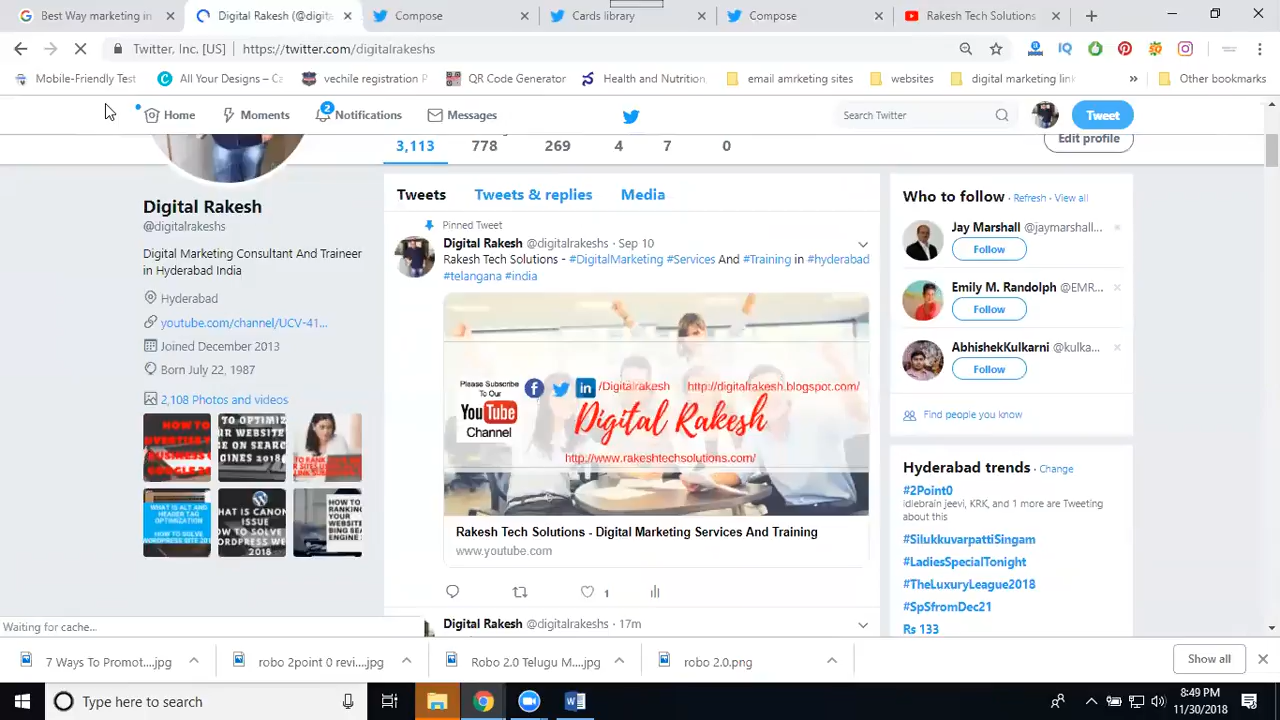 Best Way marketing in
Digital Rakesh (@digita
Compose
Cards library
Compose
Rakesh Tech Solutions
Twitter, Inc. [US]
https://twitter.com/digitalrakeshs
Mobile-Friendly Test
All Your Designs – Ca
vechile registration P
QR Code Generator
Health and Nutrition,
email amrketing sites
websites
digital marketing link
Other bookmarks
Home
Moments
2
Notifications
Messages
Search Twitter
Tweet
3,113
778
269
4
7
0
Edit profile
Digital Rakesh
@digitalrakeshs
Digital Marketing Consultant And Traineer
in Hyderabad India
Hyderabad
youtube.com/channel/UCV-41...
Joined December 2013
Born July 22, 1987
2,108 Photos and videos
Tweets
Tweets & replies
Media
Pinned Tweet
Digital Rakesh @digitalrakeshs · Sep 10
Rakesh Tech Solutions - #DigitalMarketing #Services And #Training in #hyderabad
#telangana #india
Please Subscribe
To Our
YouTube
Channel
/Digitalrakesh
http://digitalrakesh.blogspot.com/
Digital Rakesh
http://www.rakeshtechsolutions.com/
Rakesh Tech Solutions - Digital Marketing Services And Training
www.youtube.com
1
Digital Rakesh @digitalrakeshs · 17m
Who to follow · Refresh · View all
Jay Marshall @jaymarshall...
Follow
Emily M. Randolph @EMR...
Follow
AbhishekKulkarni @kulka...
Follow
Find people you know
Hyderabad trends · Change
#2Point0
idlebrain jeevi, KRK, and 1 more are Tweeting
about this
#SilukkuvarpattiSingam
#LadiesSpecialTonight
#TheLuxuryLeague2018
#SpSfromDec21
Rs 133
Waiting for cache...
7 Ways To Promot....jpg
robo 2point 0 revi....jpg
Robo 2.0 Telugu M....jpg
robo 2.0.png
Show all
Type here to search
8:49 PM
11/30/2018